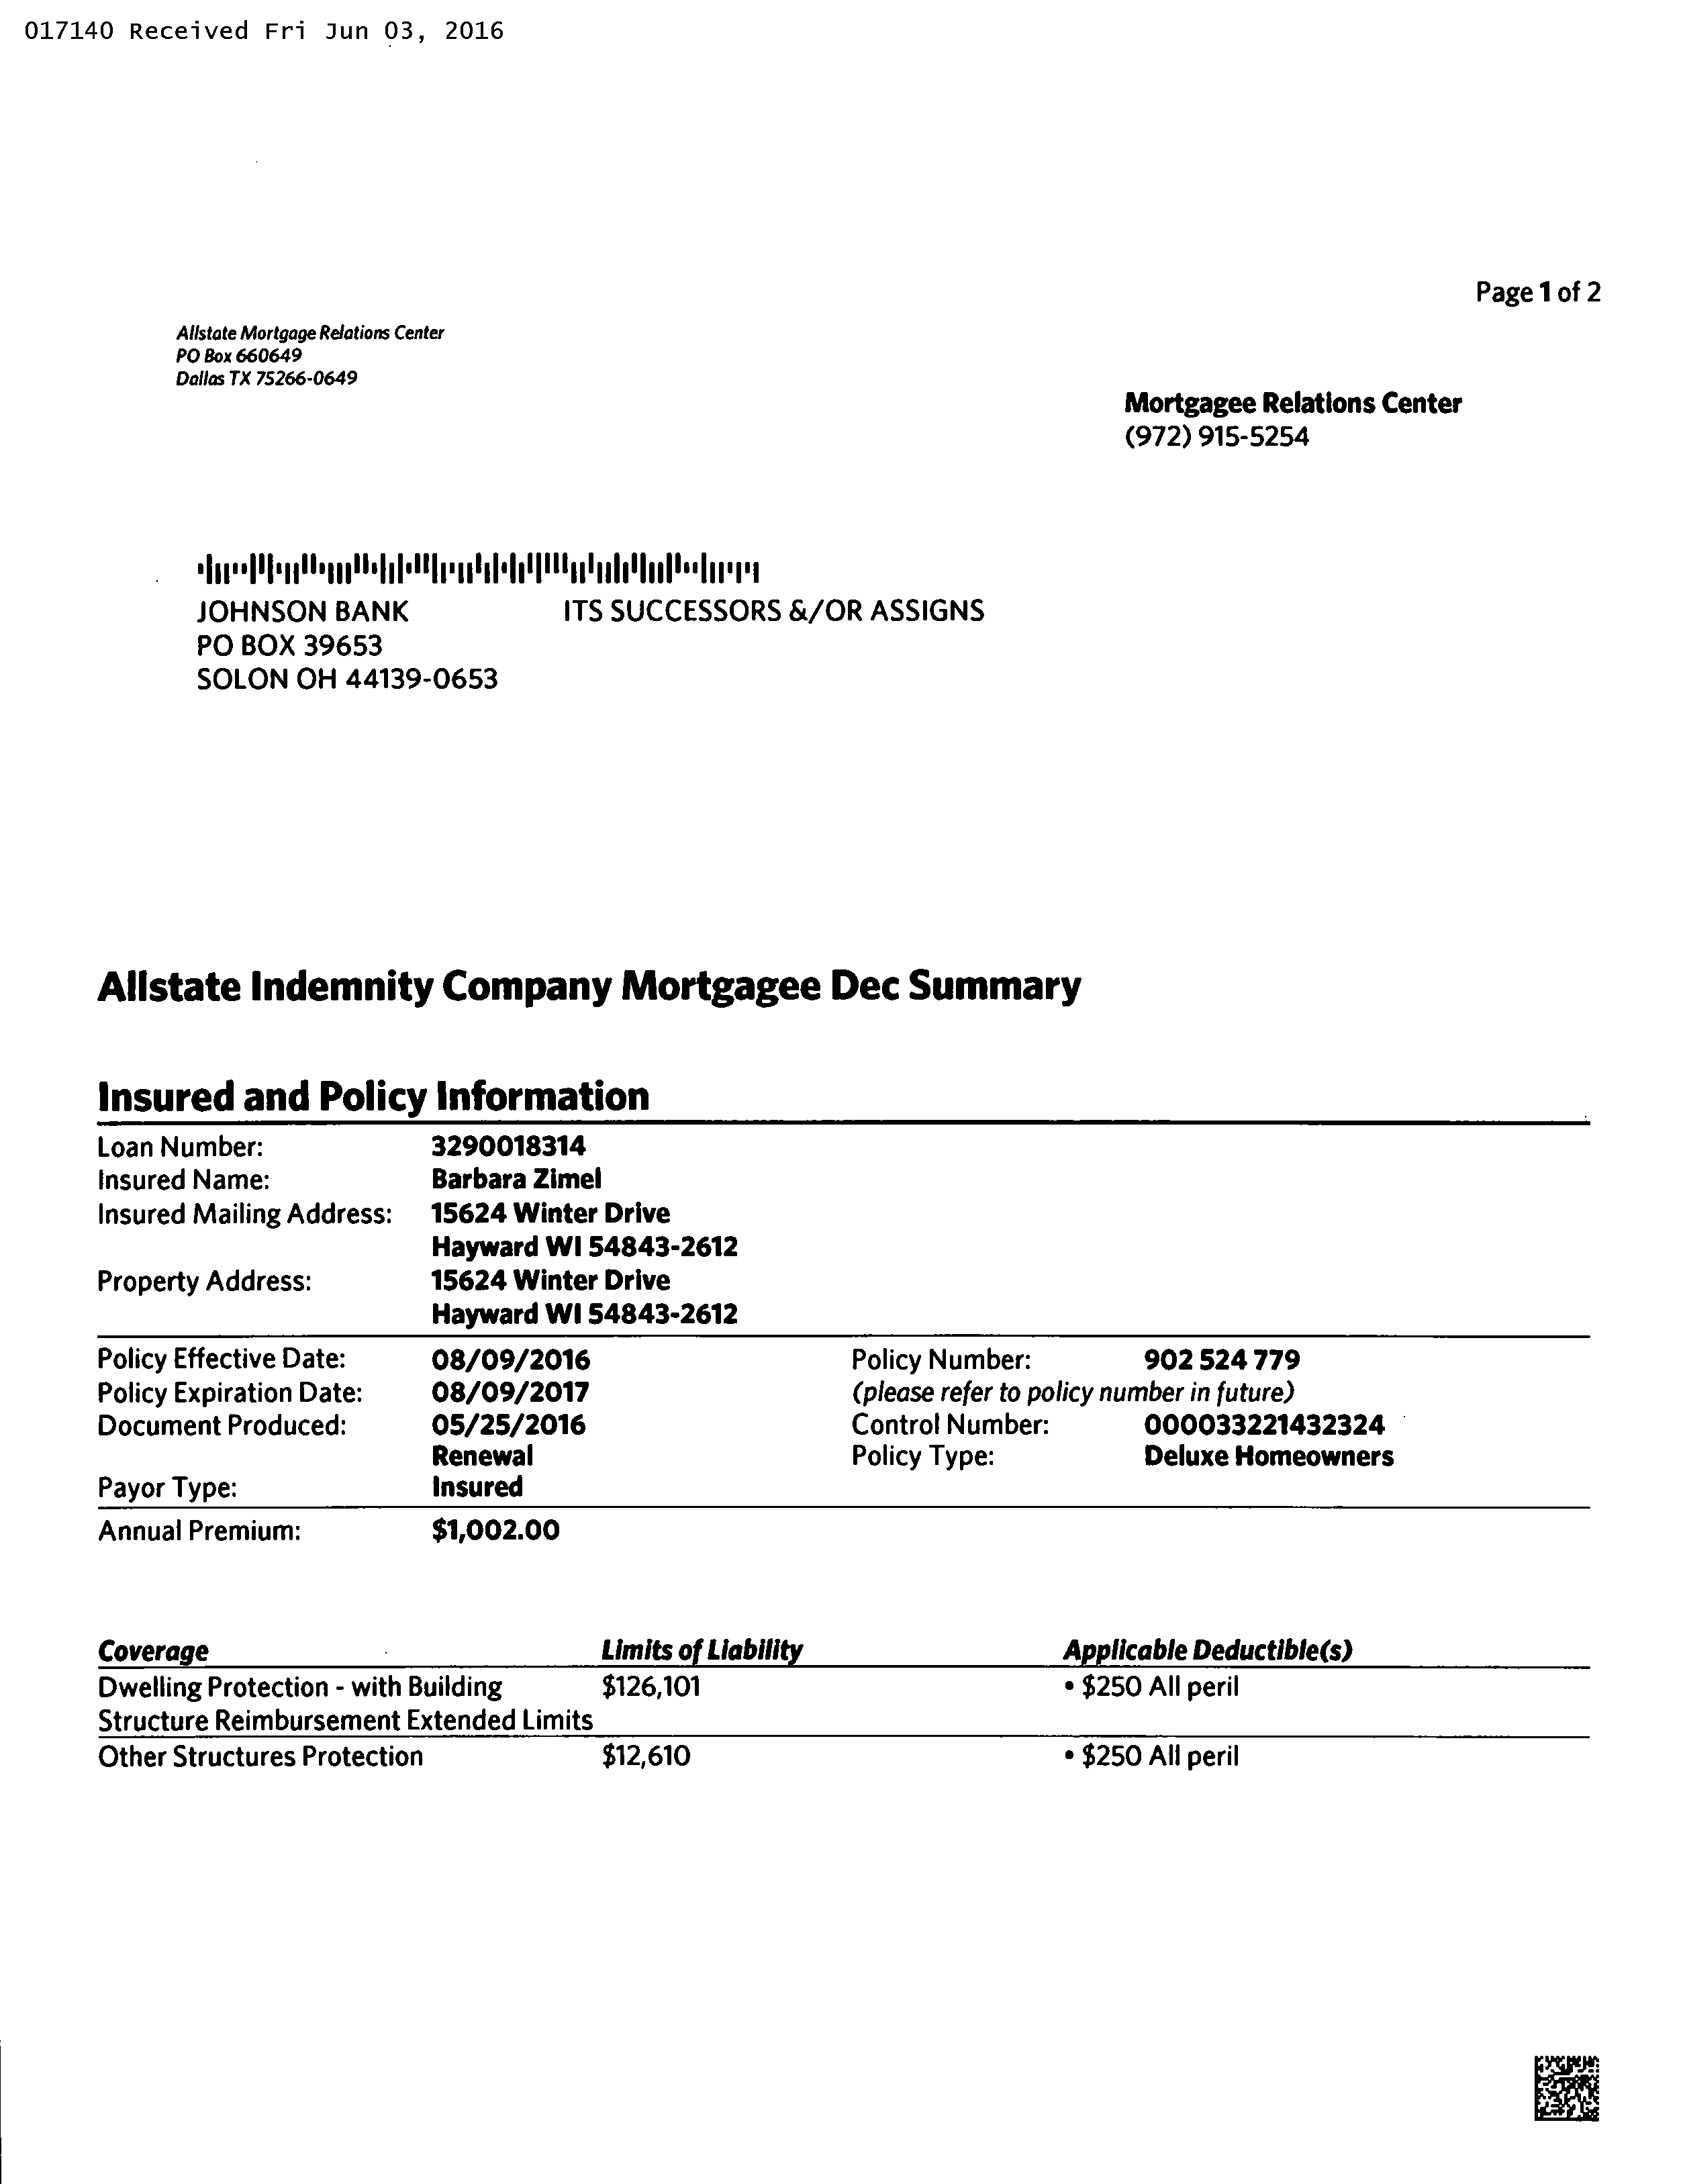 017140 Received Fri Jun 03, 2016
Page 1 of 2
Allstate Mortgage Relations Center
PO Box 660649
Dallas TX 75266-0649
Mortgagee Relations Center
(972) 915-5254
JOHNSON BANK ITS SUCCESSORS &/OR ASSIGNS
PO BOX 39653
SOLON OH 44139-0653
Allstate Indemnity Company Mortgagee Dec Summary
Insured and Policy Information
Loan Number: 3290018314
Insured Name: Barbara Zimel
Insured Mailing Address: 15624 Winter Drive
Hayward WI 54843-2612
Property Address: 15624 Winter Drive
Hayward WI 54843-2612
Policy Effective Date: 08/09/2016 Policy Number: 902 524 779
Policy Expiration Date: 08/09/2017 (please refer to policy number in future)
Document Produced: 05/25/2016 Control Number: 000033221432324
Renewal Policy Type: Deluxe Homeowners
Payor Type: Insured
Annual Premium: $1,002.00
Coverage Limits of Liability Applicable Deductible(s)
Dwelling Protection - with Building $126,101 • $250 All peril
Structure Reimbursement Extended Limits
Other Structures Protection $12,610 • $250 All peril